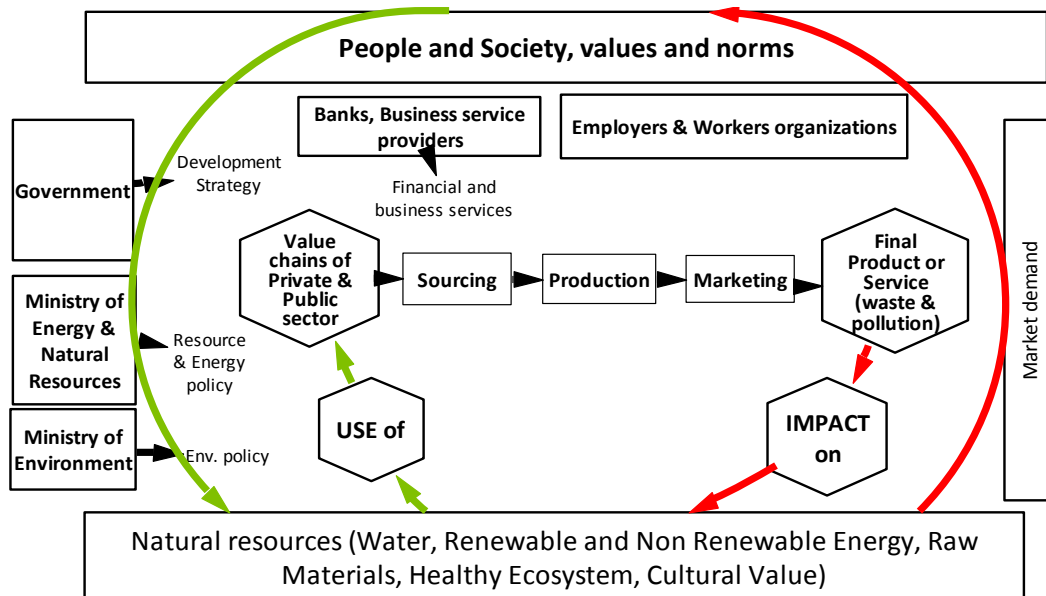 People and Society, values and norms
Banks, Business service
providers
Employers & Workers organizations
Government
Development
Strategy
Financial and
business services
Value
chains of
Private &
Public
sector
Sourcing
Production
Marketing
Final
Product or
Service
(waste &
pollution)
Market demand
Ministry of
Energy &
Natural
Resources
Resource
& Energy
policy
USE of
IMPACT
on
Ministry of
Environment
Env. policy
Natural resources (Water, Renewable and Non Renewable Energy, Raw
Materials, Healthy Ecosystem, Cultural Value)